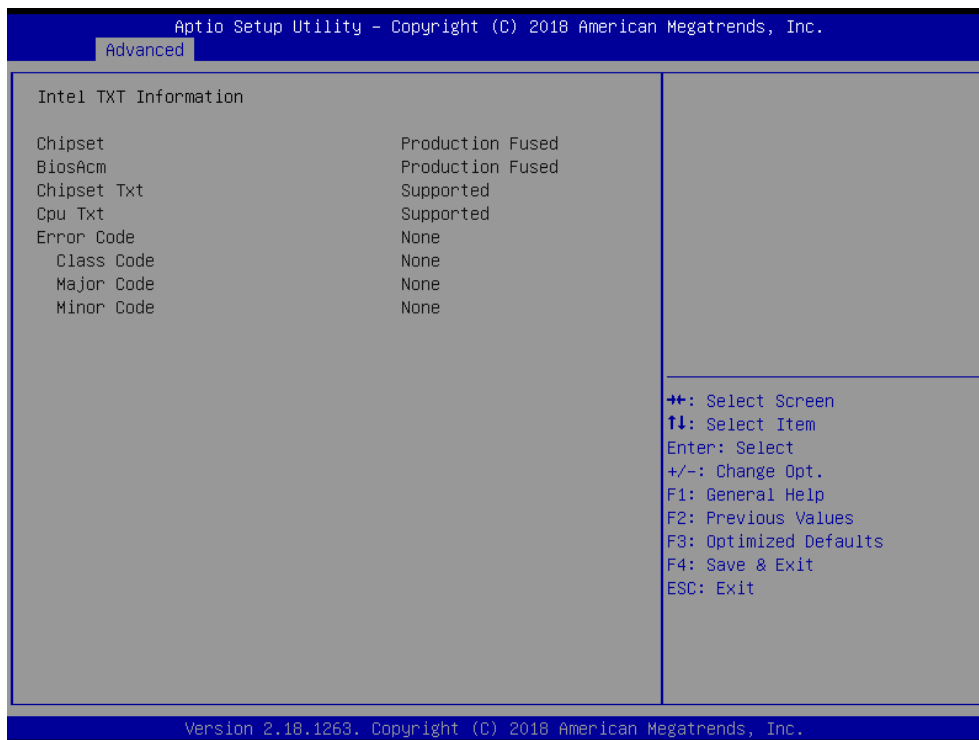 Aptio Setup Utility – Copyright (C) 2018 American Megatrends, Inc.
Advanced
Intel TXT Information
Chipset Production Fused
BiosAcm Production Fused
Chipset Txt Supported
Cpu Txt Supported
Error Code None
Class Code None
Major Code None
Minor Code None
→←: Select Screen
↑↓: Select Item
Enter: Select
+/-: Change Opt.
F1: General Help
F2: Previous Values
F3: Optimized Defaults
F4: Save & Exit
ESC: Exit
Version 2.18.1263. Copyright (C) 2018 American Megatrends, Inc.